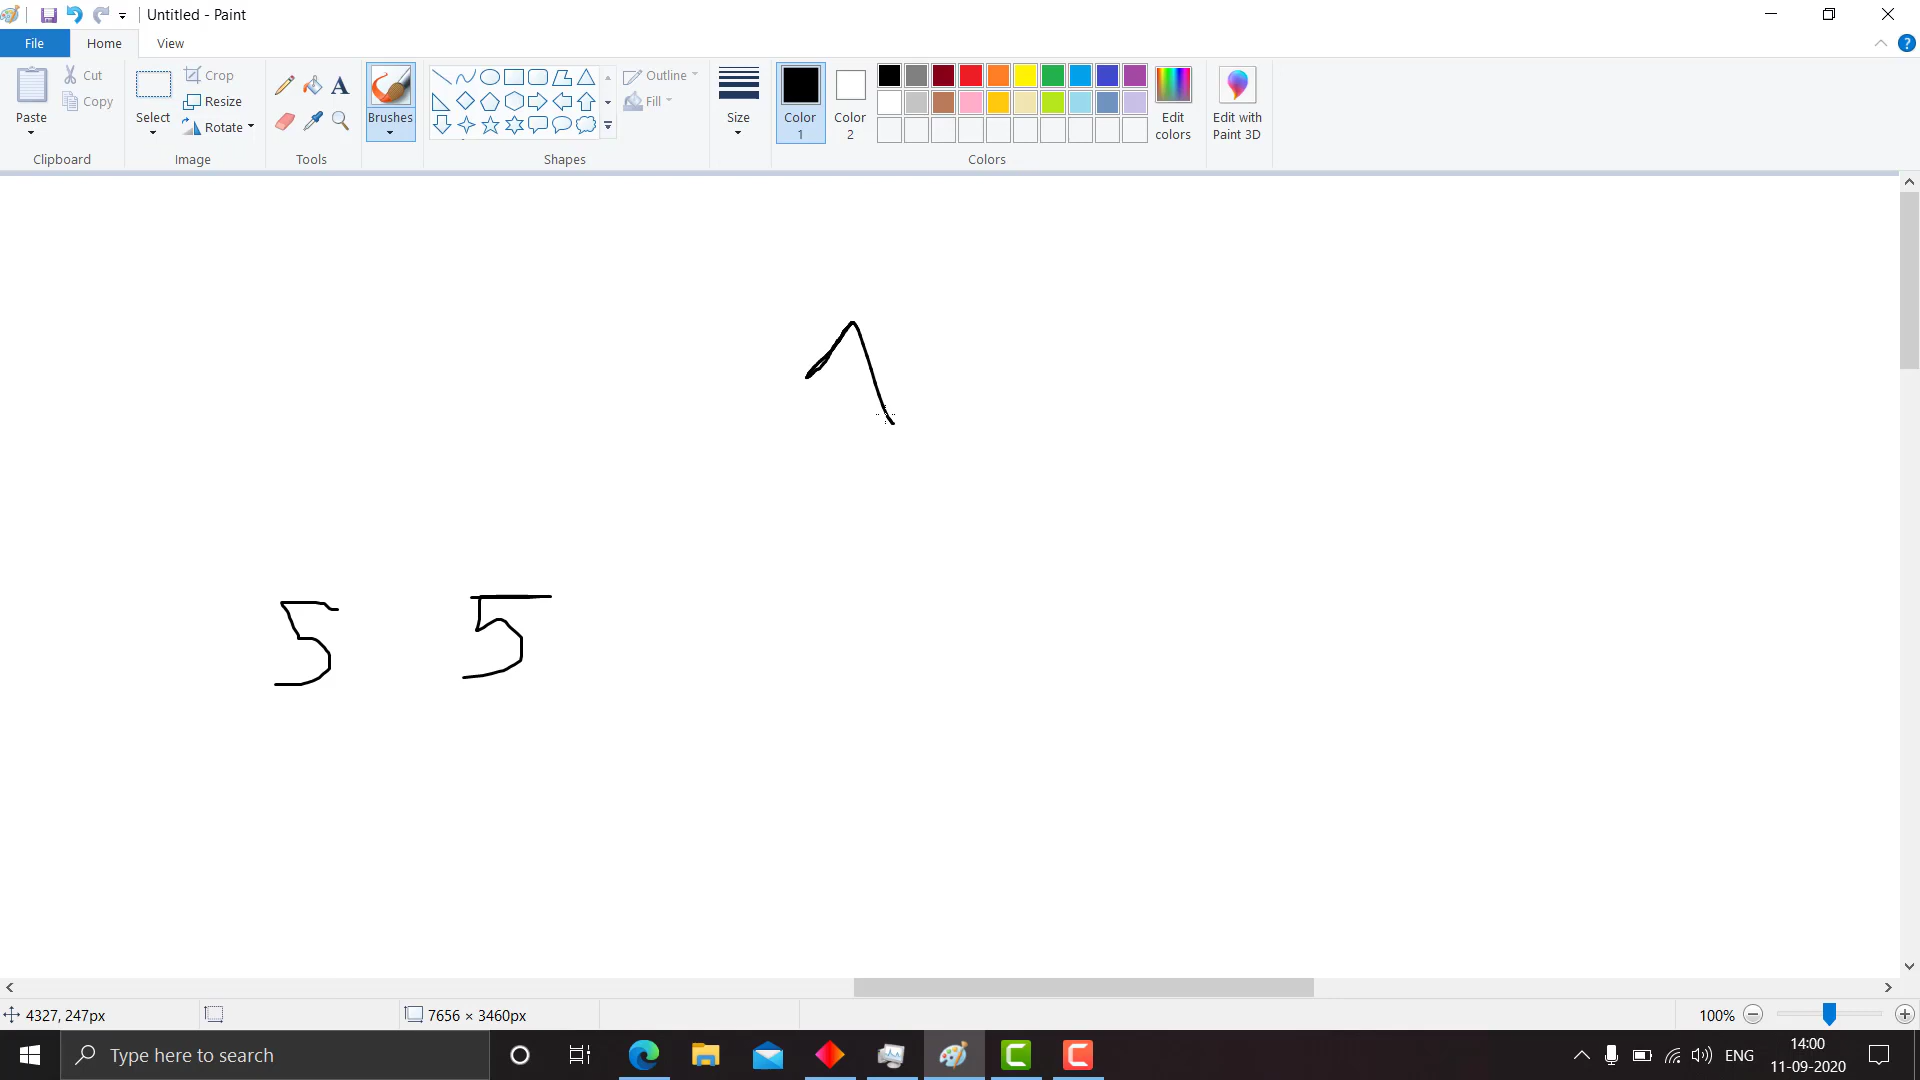 Untitled - Paint
File Home View
Paste Cut Copy Clipboard
Select Crop Resize Rotate Image
Tools
Brushes
Shapes
Outline Fill
Size
Color 1
Color 2
Edit colors
Colors
Edit with Paint 3D
5 5
4327, 247px
7656 × 3460px
100%
Type here to search
ENG
14:00
11-09-2020